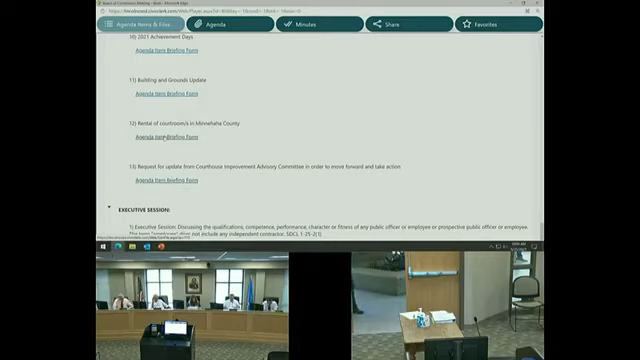 Agenda Items & Files
Agenda
Minutes
Share
Favorites
10) 2021 Achievement Days
Agenda Item Briefing Form
11) Building and Grounds Update
Agenda Item Briefing Form
12) Rental of courtroom/s in Minnehaha County
Agenda Item Briefing Form
13) Request for update from Courthouse Improvement Advisory Committee in order to move forward and take action
Agenda Item Briefing Form
EXECUTIVE SESSION:
1) Executive Session: Discussing the qualifications, competence, performance, character or fitness of any public officer or employee or prospective public officer or employee.
The term "employee" does not include any independent contractor. SDCL 1-25-2(1)